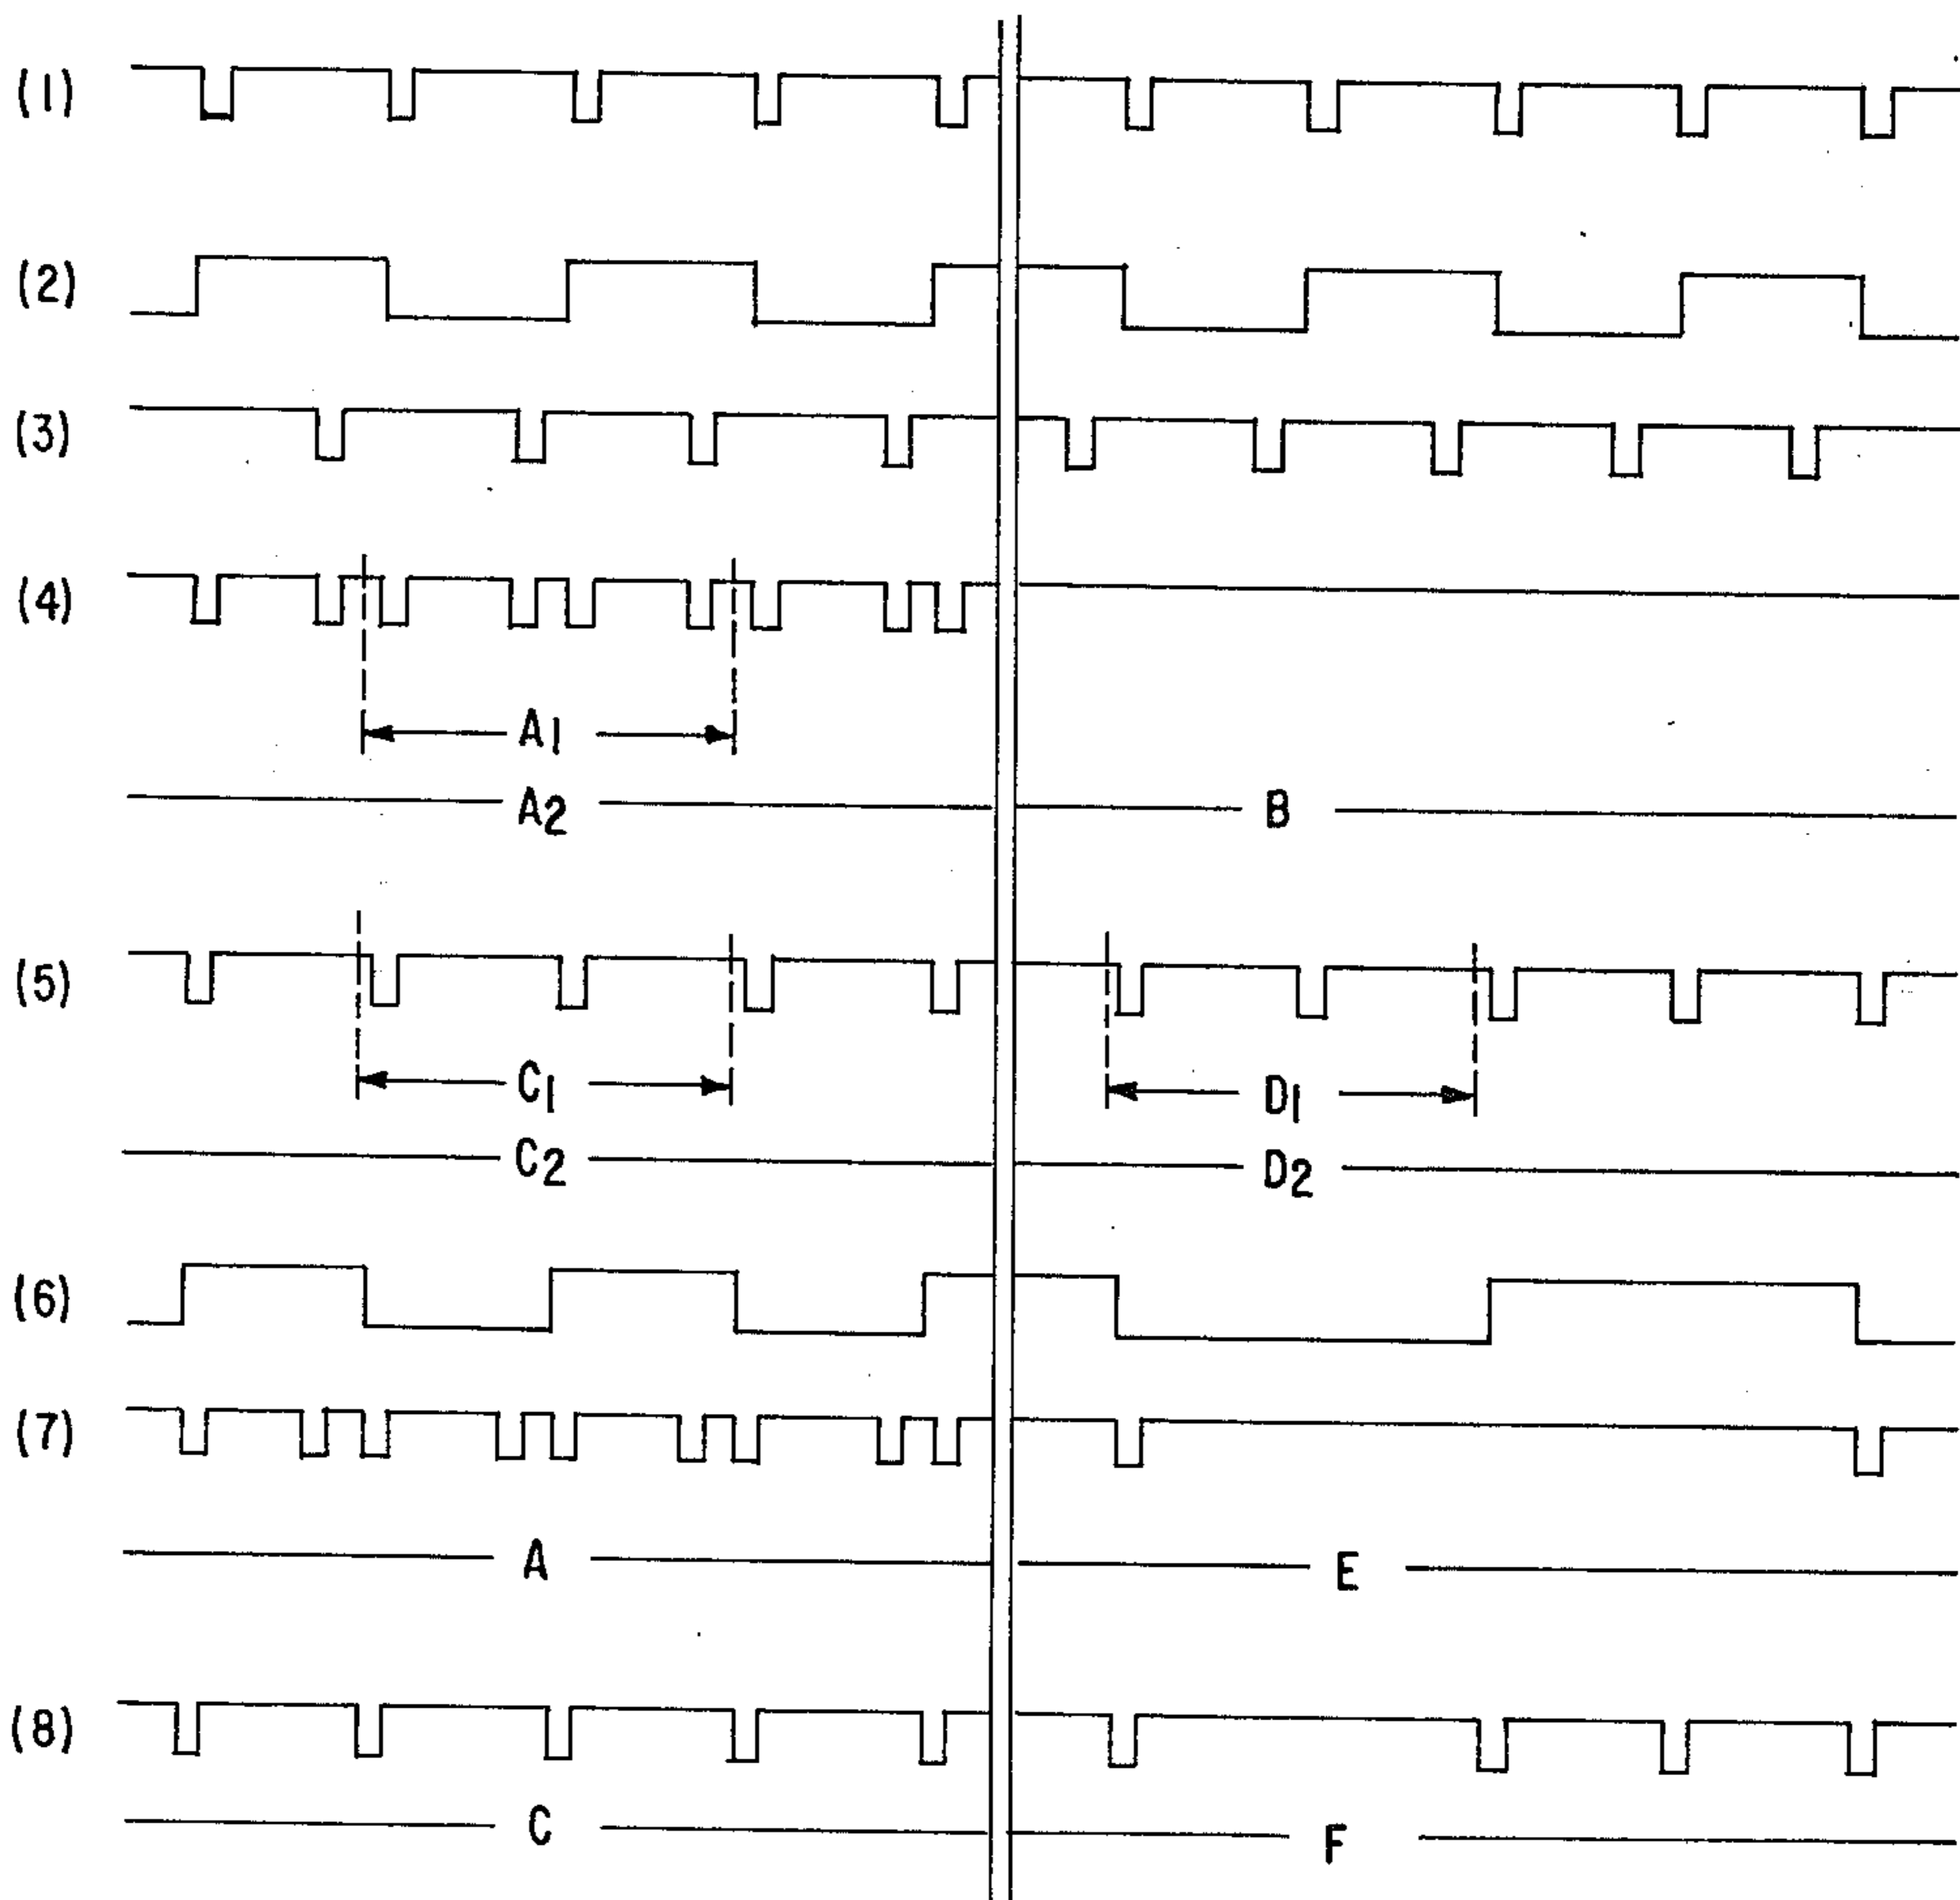 (1)
(2)
(3)
(4)
A1
A2 B
(5)
C1 D1
C2 D2
(6)
(7)
A E
(8)
C F